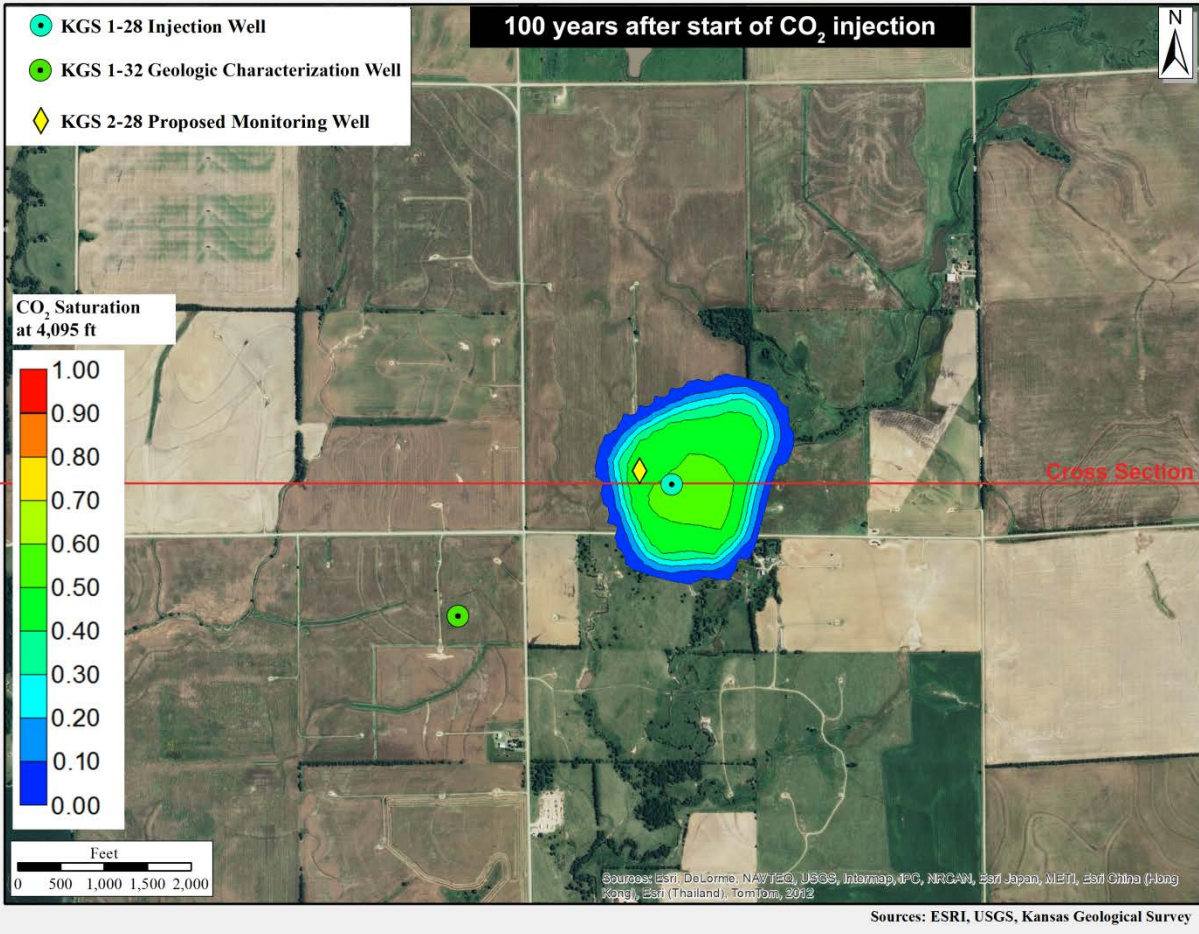 KGS 1-28 Injection Well
KGS 1-32 Geologic Characterization Well
KGS 2-28 Proposed Monitoring Well
100 years after start of CO₂ injection
N
CO₂ Saturation
at 4,095 ft
1.00
0.90
0.80
0.70
0.60
0.50
0.40
0.30
0.20
0.10
0.00
Cross Section
Feet
0 500 1,000 1,500 2,000
Sources: Esri, DeLorme, NAVTEQ, USGS, Intermap, iPC, NRCAN, Esri Japan, METI, Esri China (Hong
Kong), Esri (Thailand), TomTom, 2012
Sources: ESRI, USGS, Kansas Geological Survey